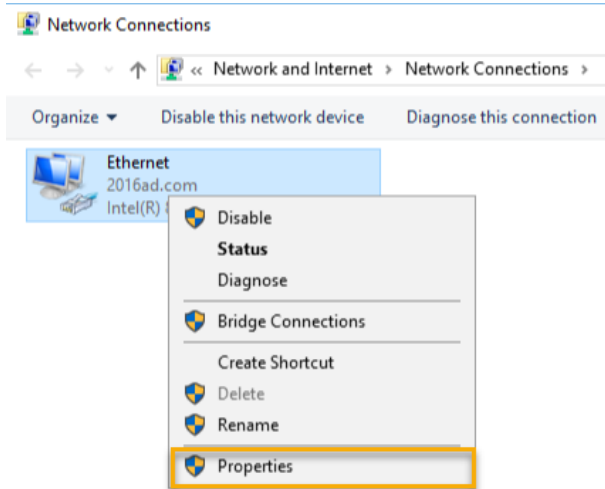 Network Connections
« Network and Internet > Network Connections >
Organize ▾ Disable this network device Diagnose this connection
Ethernet
2016ad.com
Intel(R)
Disable
Status
Diagnose
Bridge Connections
Create Shortcut
Delete
Rename
Properties